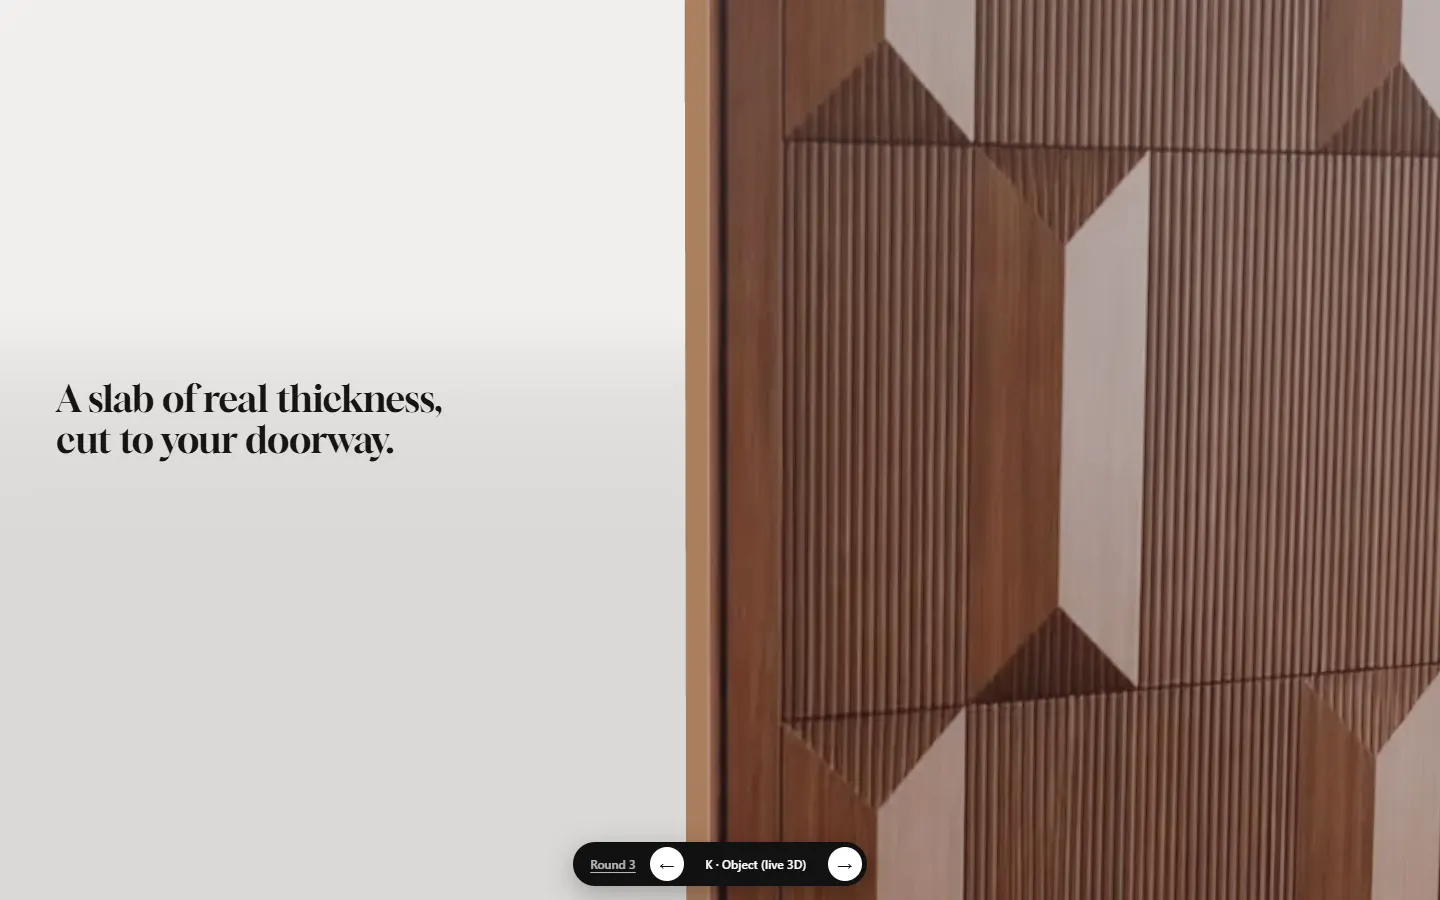 A slab of real thickness,
cut to your doorway.
Round 3 ← K · Object (live 3D) →